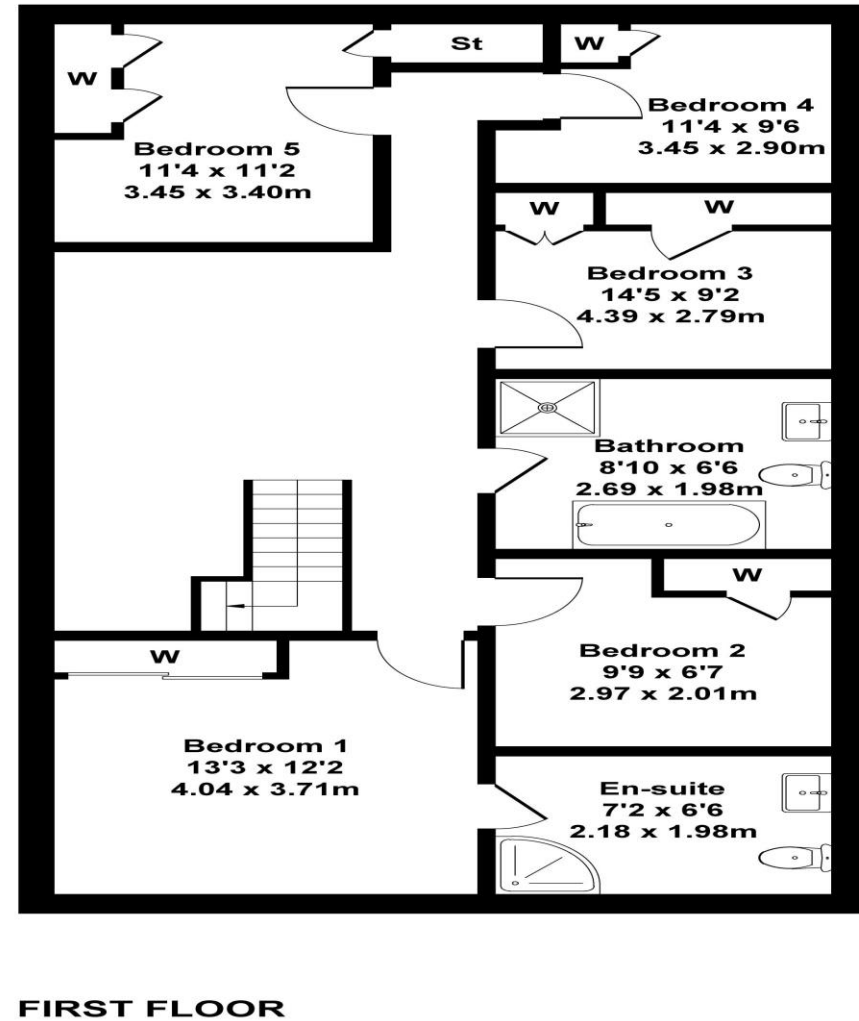 W
St
W
Bedroom 5
11'4 x 11'2
3.45 x 3.40m
Bedroom 4
11'4 x 9'6
3.45 x 2.90m
W
W
Bedroom 3
14'5 x 9'2
4.39 x 2.79m
Bathroom
8'10 x 6'6
2.69 x 1.98m
W
Bedroom 2
9'9 x 6'7
2.97 x 2.01m
W
Bedroom 1
13'3 x 12'2
4.04 x 3.71m
En-suite
7'2 x 6'6
2.18 x 1.98m
FIRST FLOOR